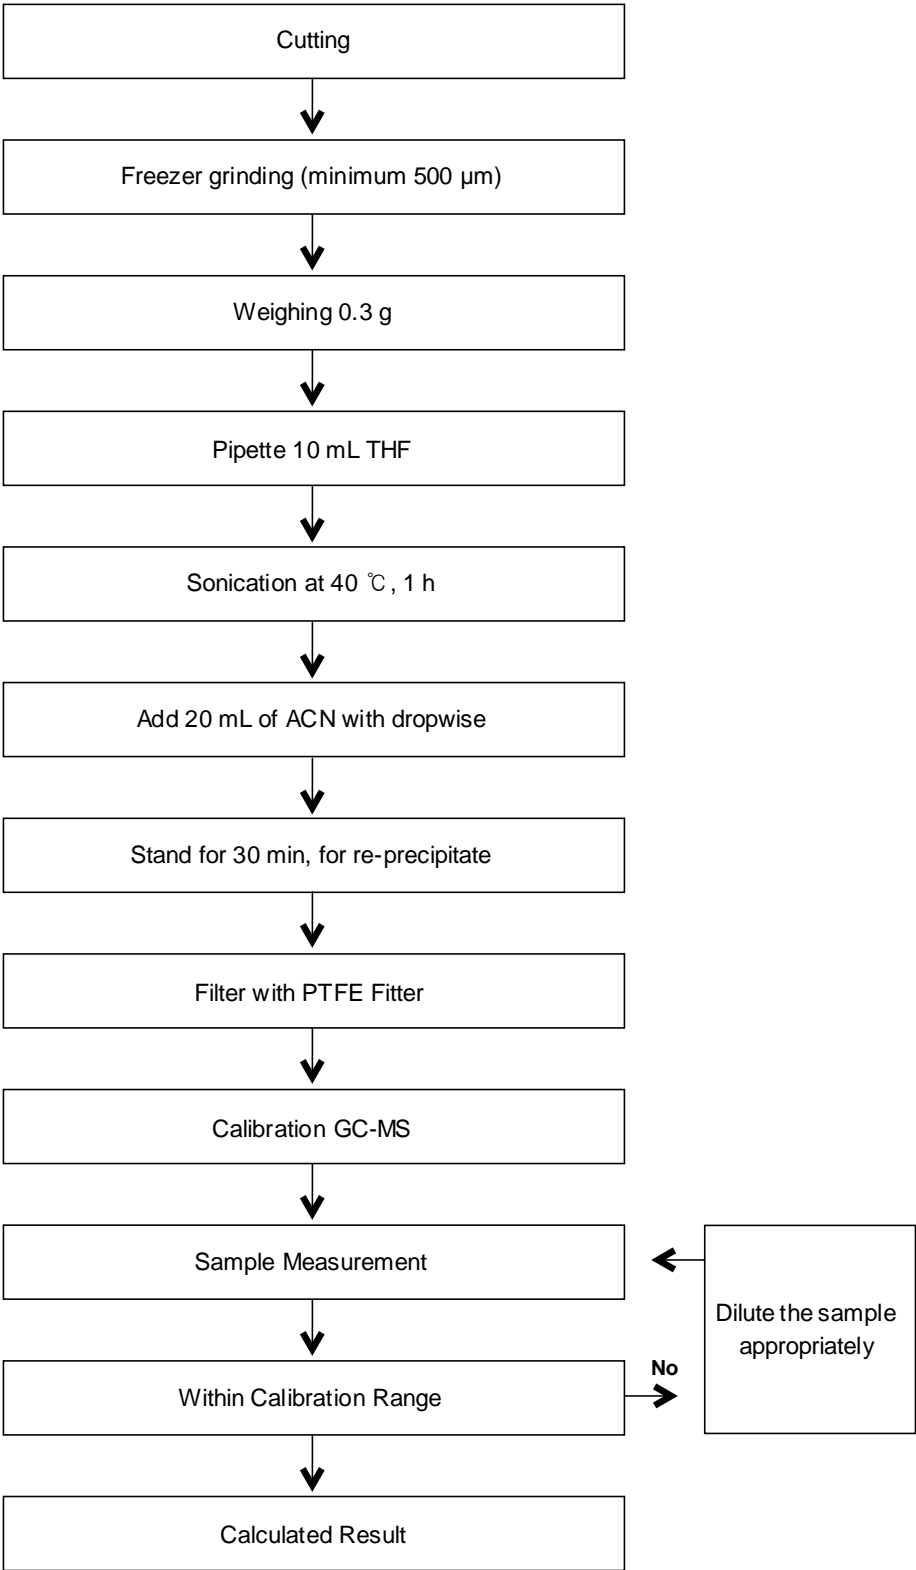 Cutting
Freezer grinding (minimum 500 µm)
Weighing 0.3 g
Pipette 10 mL THF
Sonication at 40 ℃, 1 h
Add 20 mL of ACN with dropwise
Stand for 30 min, for re-precipitate
Filter with PTFE Fitter
Calibration GC-MS
Sample Measurement
Dilute the sample
appropriately
No
Within Calibration Range
Calculated Result